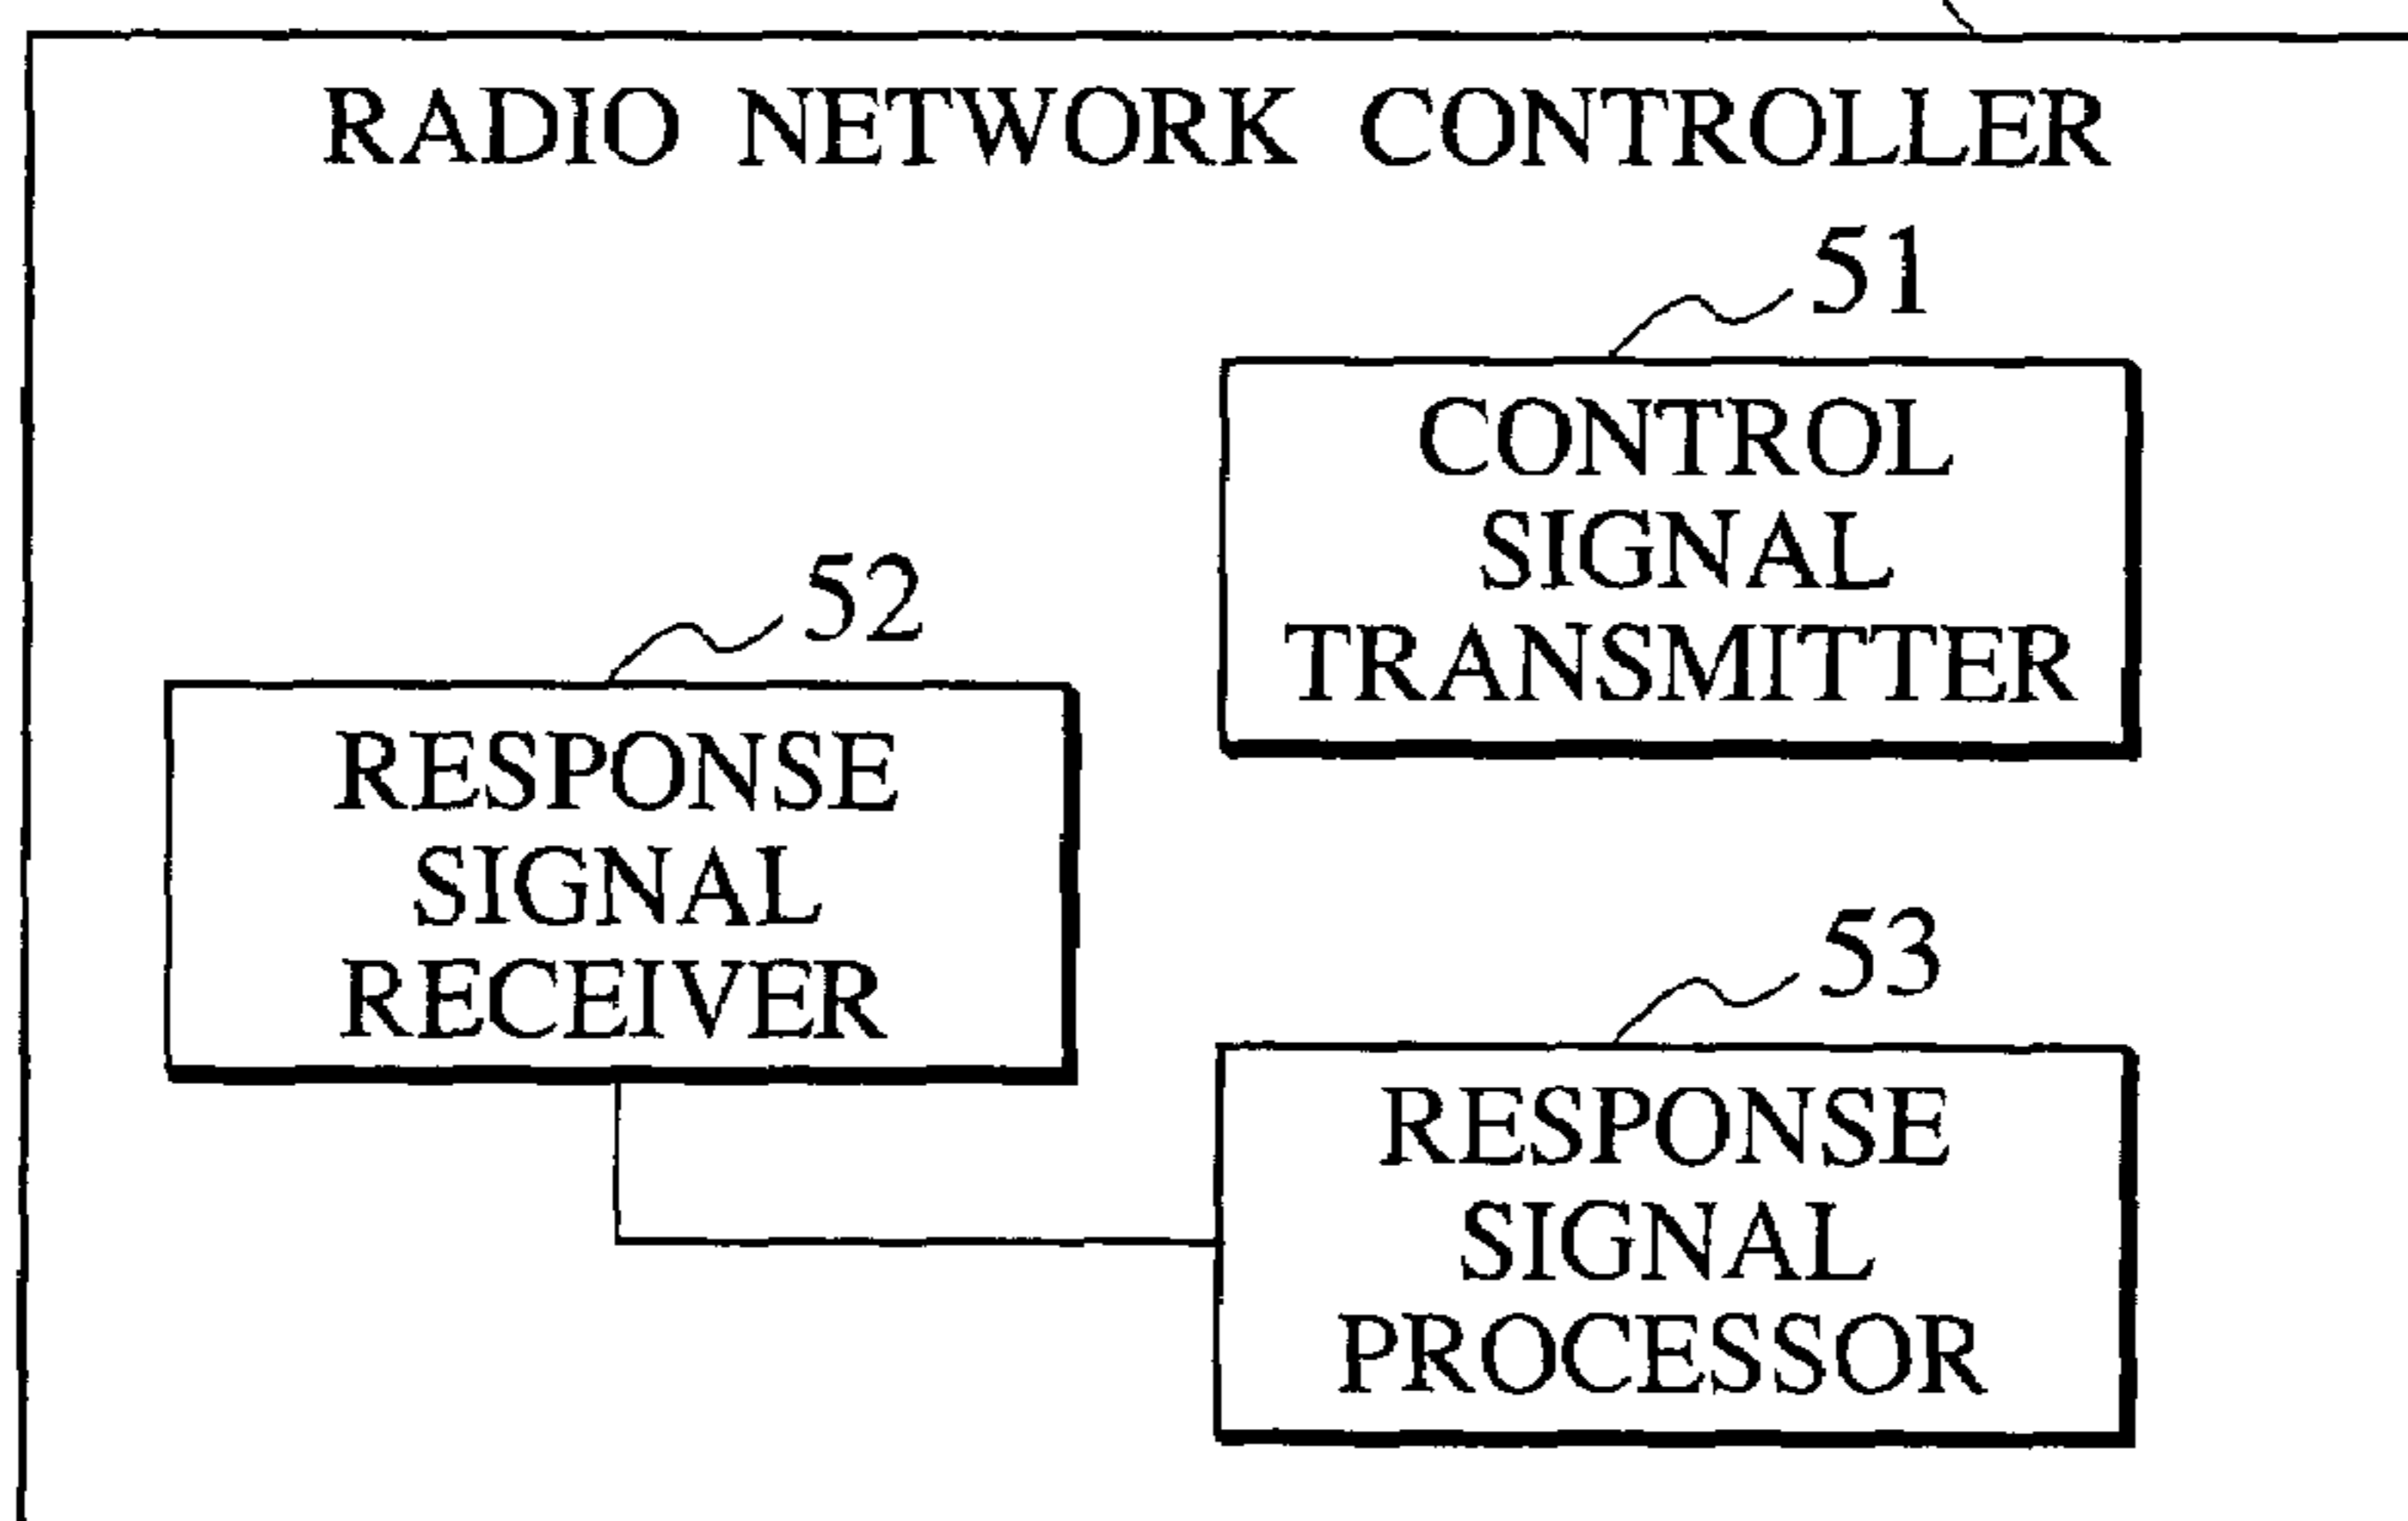 RADIO NETWORK CONTROLLER
51
CONTROL
SIGNAL
TRANSMITTER
52
RESPONSE
SIGNAL
RECEIVER
53
RESPONSE
SIGNAL
PROCESSOR